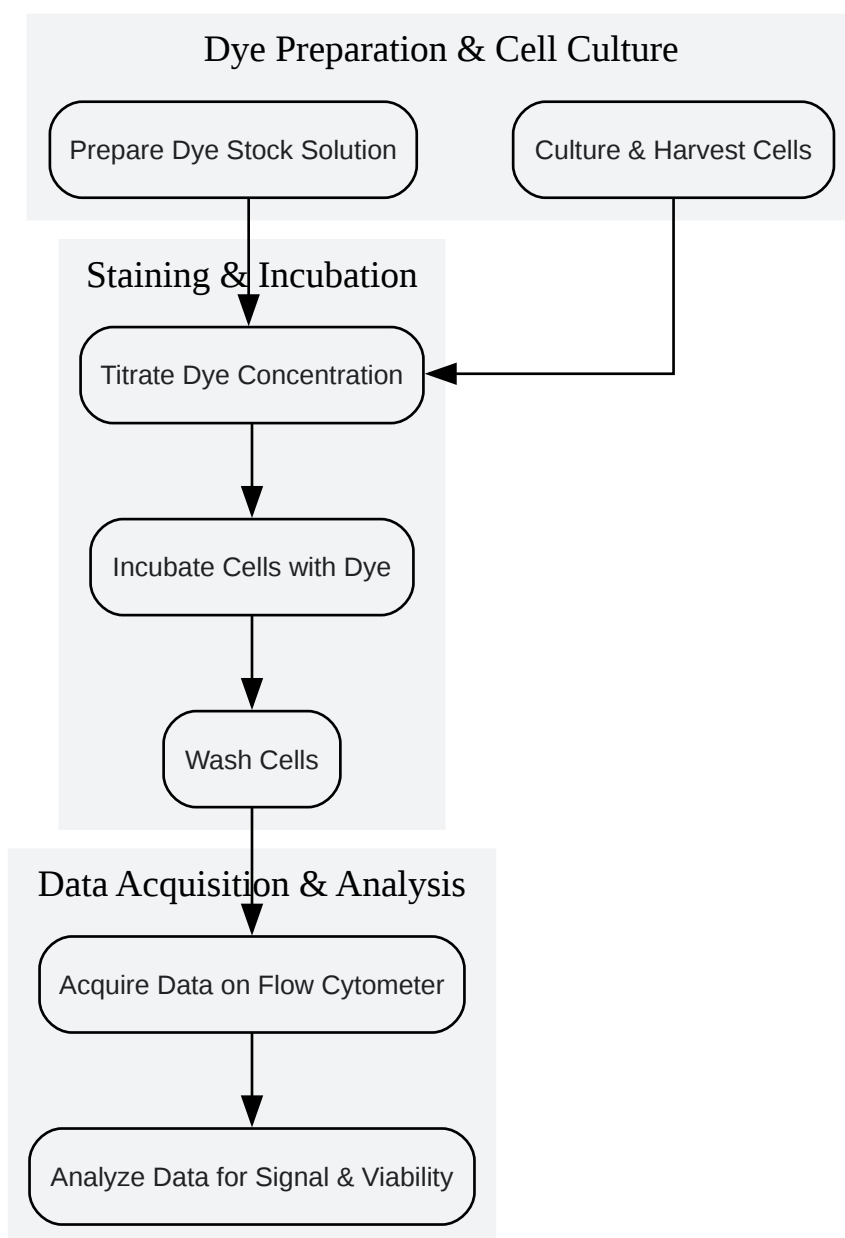 Dye Preparation & Cell Culture
Prepare Dye Stock Solution
Culture & Harvest Cells
Staining & Incubation
Titrate Dye Concentration
Incubate Cells with Dye
Wash Cells
Data Acquisition & Analysis
Acquire Data on Flow Cytometer
Analyze Data for Signal & Viability